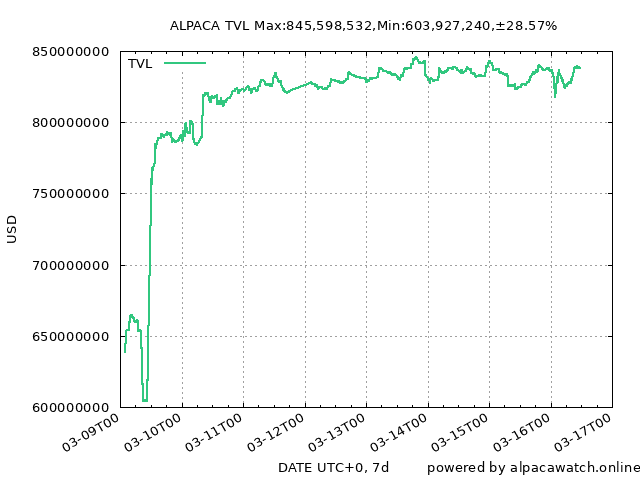 ALPACA TVL Max:845,598,532,Min:603,927,240,±28.57%
850000000
TVL
800000000
750000000
USD
700000000
650000000
600000000
03-09T00
03-10T00
03-11T00
03-12T00
03-13T00
03-14T00
03-15T00
03-16T00
03-17T00
DATE UTC+0, 7d
powered by alpacawatch.online